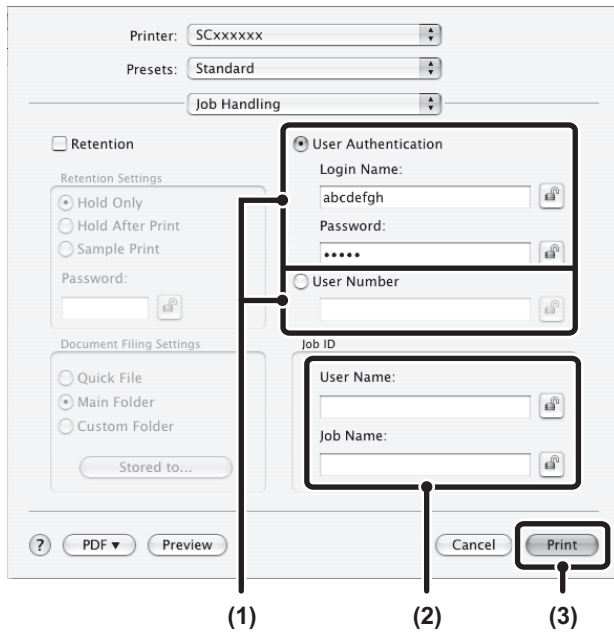 Printer: SCxxxxxx
Presets: Standard
Job Handling
Retention
Retention Settings
Hold Only
Hold After Print
Sample Print
Password:
Document Filing Settings
Quick File
Main Folder
Custom Folder
Stored to...
User Authentication
Login Name:
abcdefgh
Password:
•••••
User Number
Job ID
User Name:
Job Name:
? PDF▼ Preview Cancel Print
(1) (2) (3)